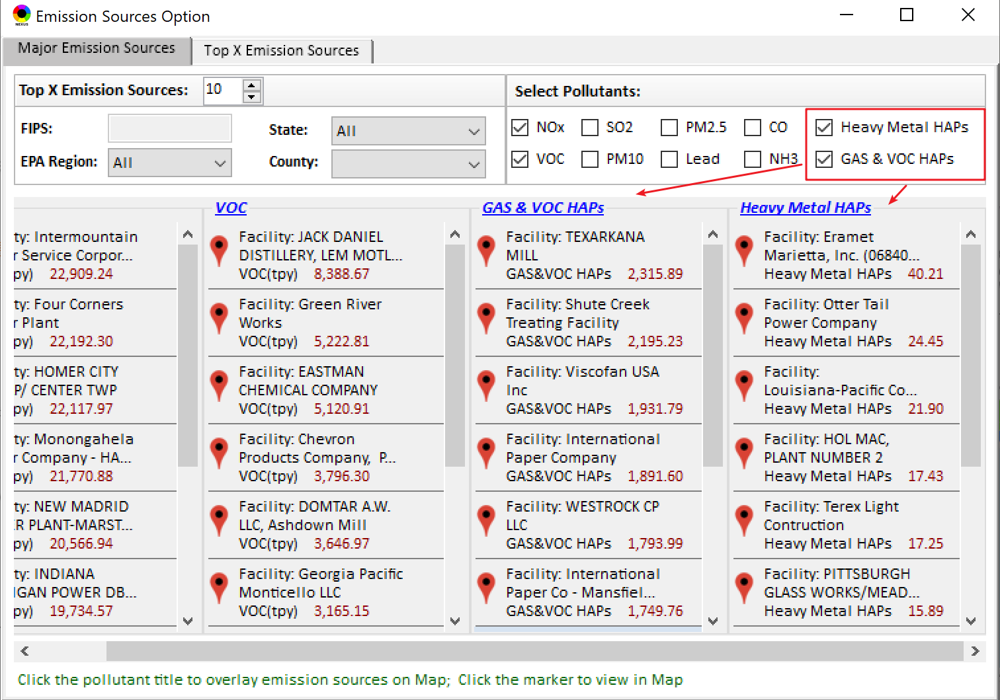 NEXUS
Emission Sources Option
Major Emission Sources
Top X Emission Sources
Top X Emission Sources: 10
FIPS:
State: All
EPA Region: All
County:
Select Pollutants:
NOx SO2 PM2.5 CO Heavy Metal HAPs
VOC PM10 Lead NH3 GAS & VOC HAPs
ty: Intermountain
r Service Corpor...
py) 22,909.24
ty: Four Corners
r Plant
py) 22,192.30
ty: HOMER CITY
P/ CENTER TWP
py) 22,117.97
ty: Monongahela
r Company - HA...
py) 21,770.88
ty: NEW MADRID
R PLANT-MARST...
py) 20,566.94
ty: INDIANA
IGAN POWER DB...
py) 19,734.57
VOC
Facility: JACK DANIEL
DISTILLERY, LEM MOTL...
VOC(tpy) 8,388.67
Facility: Green River
Works
VOC(tpy) 5,222.81
Facility: EASTMAN
CHEMICAL COMPANY
VOC(tpy) 5,120.91
Facility: Chevron
Products Company,  P...
VOC(tpy) 3,796.30
Facility: DOMTAR A.W.
LLC, Ashdown Mill
VOC(tpy) 3,646.97
Facility: Georgia Pacific
Monticello LLC
VOC(tpy) 3,165.15
GAS & VOC HAPs
Facility: TEXARKANA
MILL
GAS&VOC HAPs 2,315.89
Facility: Shute Creek
Treating Facility
GAS&VOC HAPs 2,195.23
Facility: Viscofan USA
Inc
GAS&VOC HAPs 1,931.79
Facility: International
Paper Company
GAS&VOC HAPs 1,891.60
Facility: WESTROCK CP
LLC
GAS&VOC HAPs 1,793.99
Facility: International
Paper Co - Mansfiel...
GAS&VOC HAPs 1,749.76
Heavy Metal HAPs
Facility: Eramet
Marietta, Inc. (06840...
Heavy Metal HAPs 40.21
Facility: Otter Tail
Power Company
Heavy Metal HAPs 24.45
Facility:
Louisiana-Pacific Co...
Heavy Metal HAPs 21.90
Facility: HOL MAC,
PLANT NUMBER 2
Heavy Metal HAPs 17.43
Facility: Terex Light
Contruction
Heavy Metal HAPs 17.25
Facility: PITTSBURGH
GLASS WORKS/MEAD...
Heavy Metal HAPs 15.89
Click the pollutant title to overlay emission sources on Map;  Click the marker to view in Map